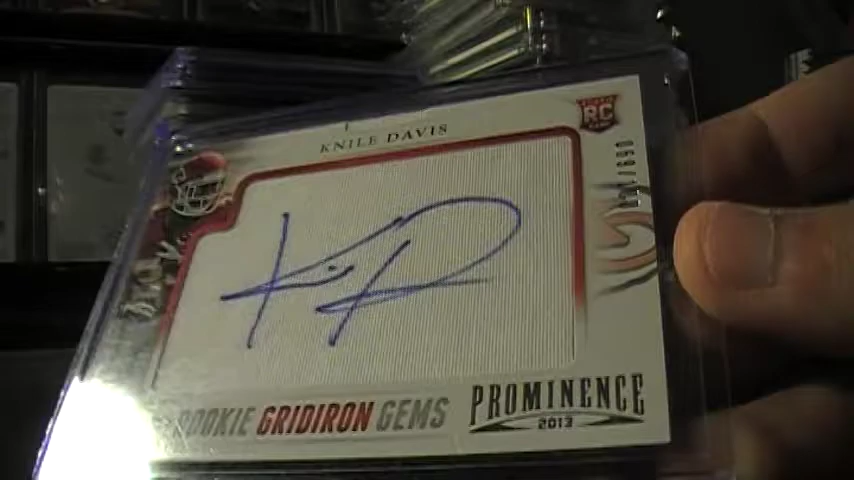 KNILE DAVIS
RC
ROOKIE GRIDIRON GEMS
PROMINENCE
2013